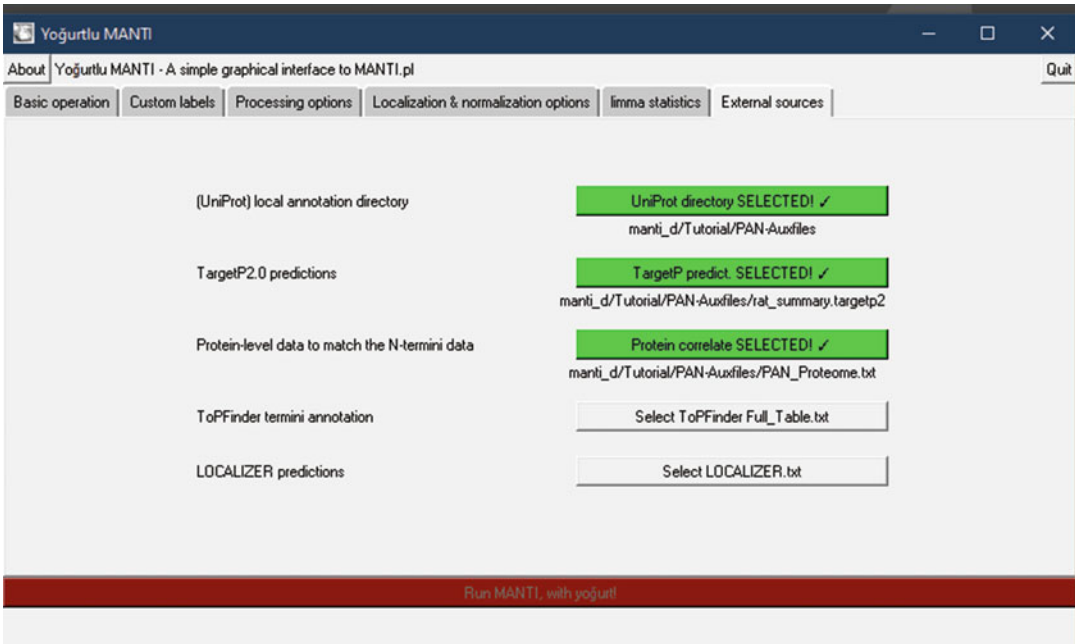 Yoğurtlu MANTI
About Yoğurtlu MANTI - A simple graphical interface to MANTI.pl Quit
Basic operation Custom labels Processing options Localization & normalization options limma statistics External sources
(UniProt) local annotation directory UniProt directory SELECTED! ✓
manti_d/Tutorial/PAN-Auxfiles
TargetP2.0 predictions TargetP predict. SELECTED! ✓
manti_d/Tutorial/PAN-Auxfiles/rat_summary.targetp2
Protein-level data to match the N-termini data Protein correlate SELECTED! ✓
manti_d/Tutorial/PAN-Auxfiles/PAN_Proteome.txt
ToPFinder termini annotation Select ToPFinder Full_Table.txt
LOCALIZER predictions Select LOCALIZER.txt
Run MANTI, with yoğurt!